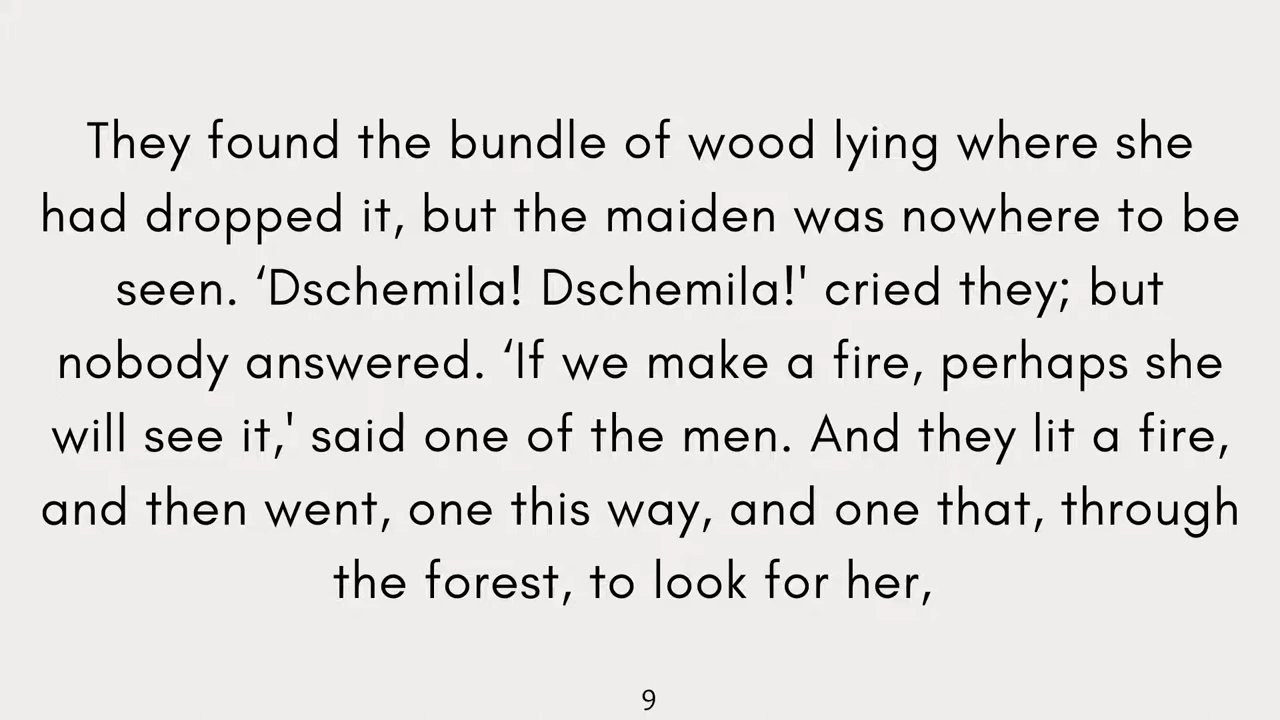 They found the bundle of wood lying where she
had dropped it, but the maiden was nowhere to be
seen. ‘Dschemila! Dschemila!' cried they; but
nobody answered. ‘If we make a fire, perhaps she
will see it,' said one of the men. And they lit a fire,
and then went, one this way, and one that, through
the forest, to look for her,
9